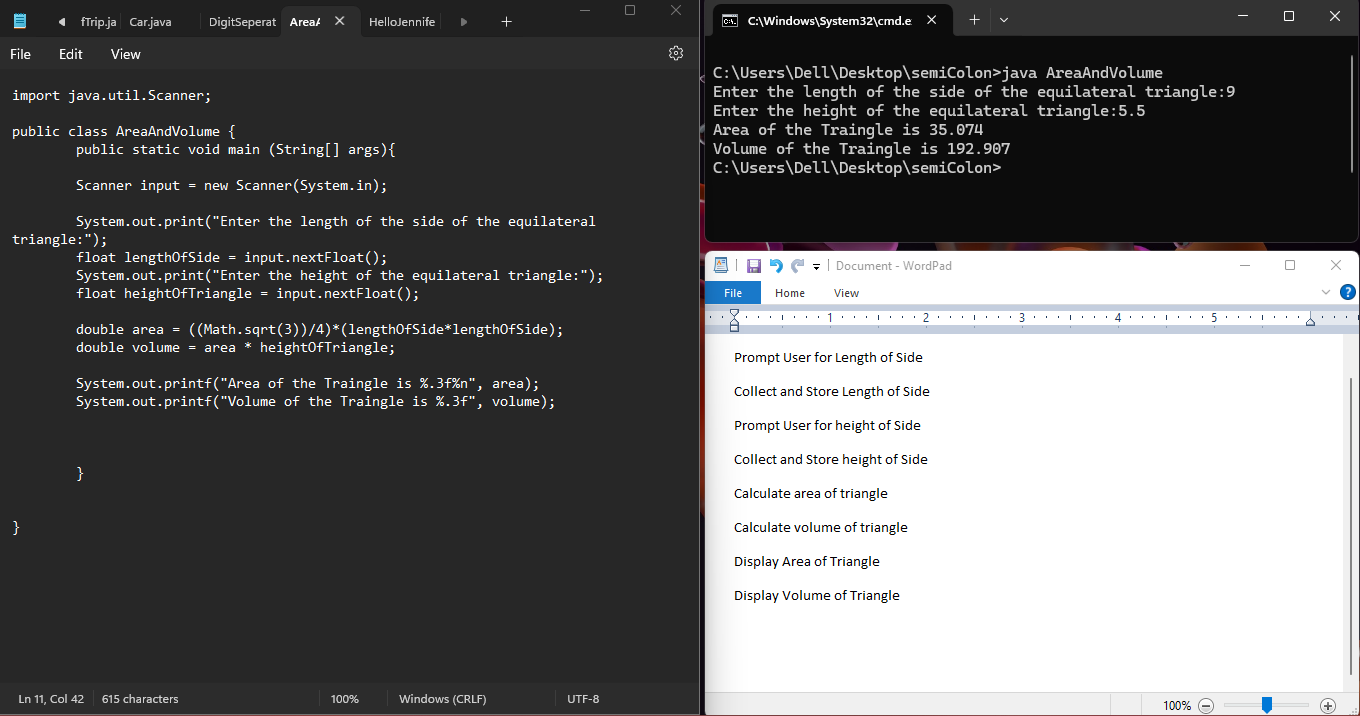 fTrip.ja Car.java DigitSeperat AreaA HelloJennife
File Edit View
import java.util.Scanner;
public class AreaAndVolume {
public static void main (String[] args){
Scanner input = new Scanner(System.in);
System.out.print("Enter the length of the side of the equilateral
triangle:");
float lengthOfSide = input.nextFloat();
System.out.print("Enter the height of the equilateral triangle:");
float heightOfTriangle = input.nextFloat();
double area = ((Math.sqrt(3))/4)*(lengthOfSide*lengthOfSide);
double volume = area * heightOfTriangle;
System.out.printf("Area of the Traingle is %.3f%n", area);
System.out.printf("Volume of the Traingle is %.3f", volume);
}
}
Ln 11, Col 42 615 characters 100% Windows (CRLF) UTF-8
C:\Windows\System32\cmd.e
C:\Users\Dell\Desktop\semiColon>java AreaAndVolume
Enter the length of the side of the equilateral triangle:9
Enter the height of the equilateral triangle:5.5
Area of the Traingle is 35.074
Volume of the Traingle is 192.907
C:\Users\Dell\Desktop\semiColon>
Document - WordPad
File Home View
1 2 3 4 5
Prompt User for Length of Side
Collect and Store Length of Side
Prompt User for height of Side
Collect and Store height of Side
Calculate area of triangle
Calculate volume of triangle
Display Area of Triangle
Display Volume of Triangle
100%